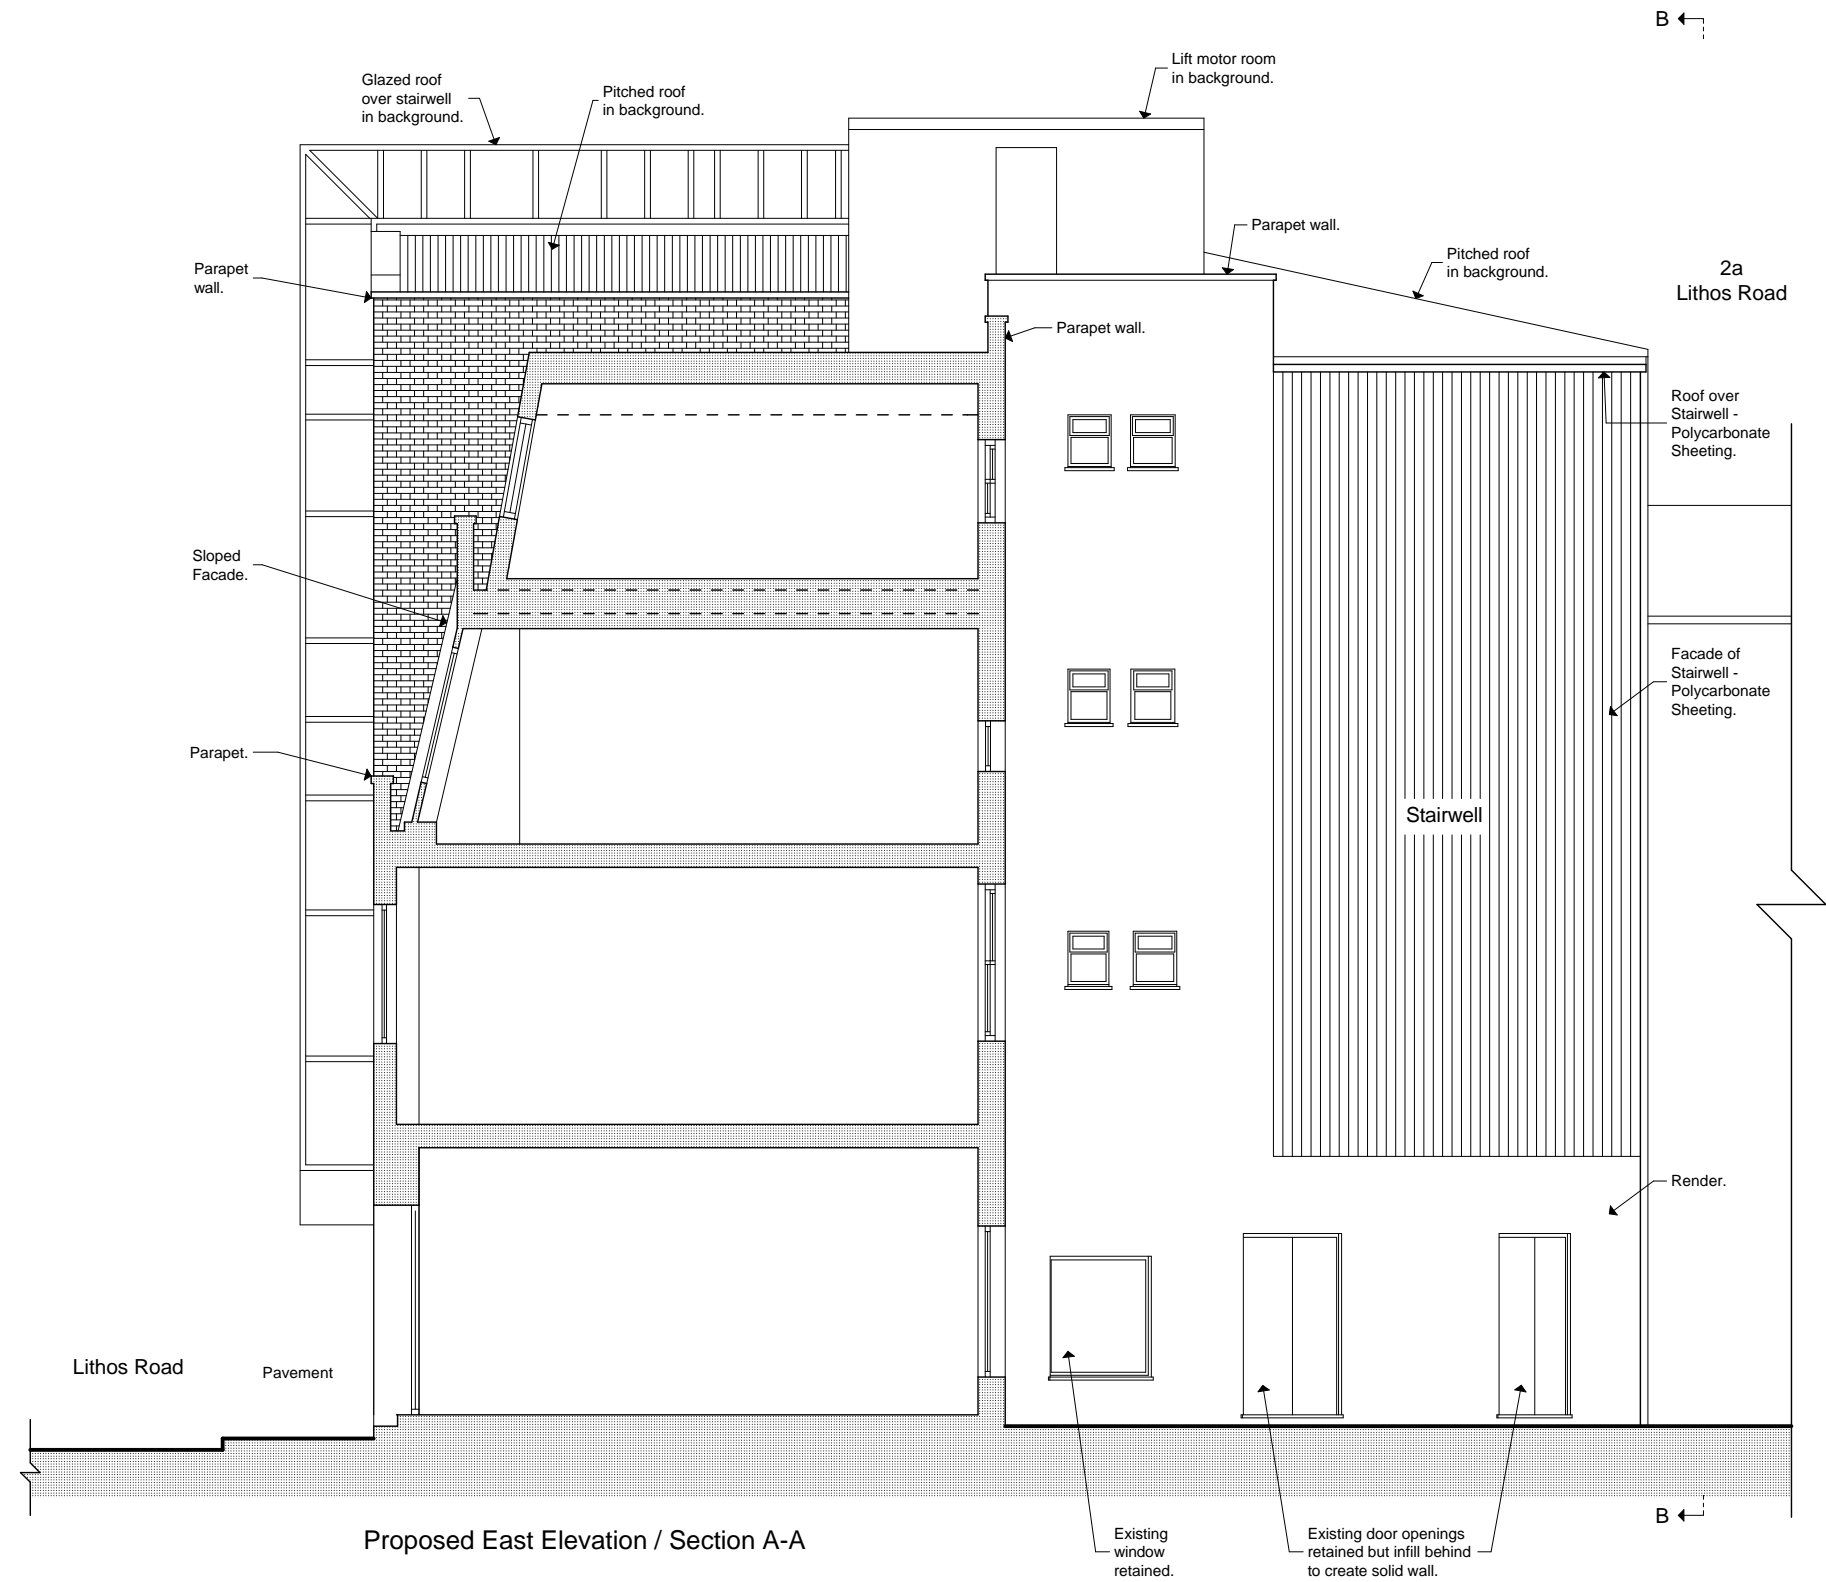 B
Lift motor room
in background.
Glazed roof
over stairwell
in background.
Pitched roof
in background.
Parapet wall.
Pitched roof
in background.
2a
Lithos Road
Parapet
wall.
Parapet wall.
Roof over
Stairwell -
Polycarbonate
Sheeting.
Sloped
Facade.
Facade of
Stairwell -
Polycarbonate
Sheeting.
Parapet.
Stairwell
Render.
Lithos Road
Pavement
B
Proposed East Elevation / Section A-A
Existing
window
retained.
Existing door openings
retained but infill behind
to create solid wall.